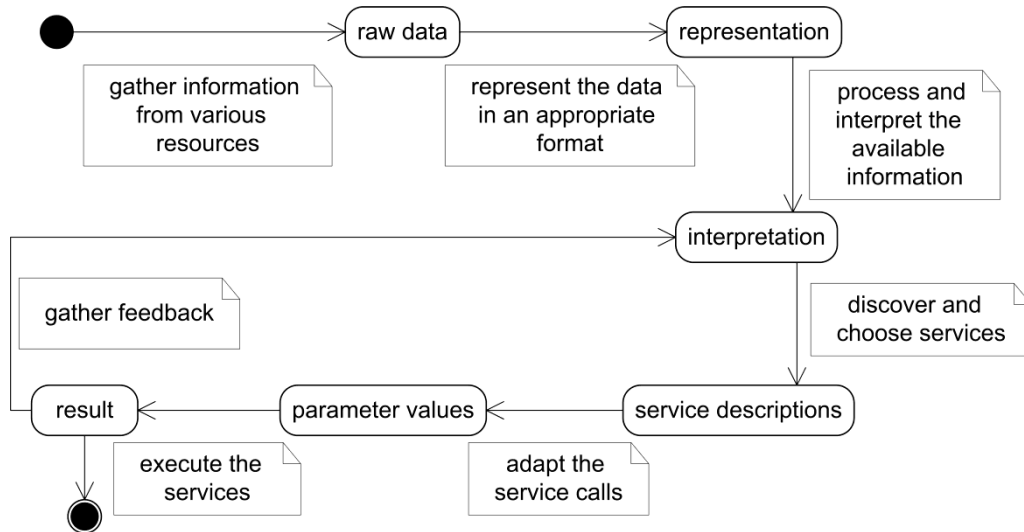 raw data
representation
gather information
from various
resources
represent the data
in an appropriate
format
process and
interpret the
available
information
interpretation
gather feedback
discover and
choose services
result
parameter values
service descriptions
execute the
services
adapt the
service calls